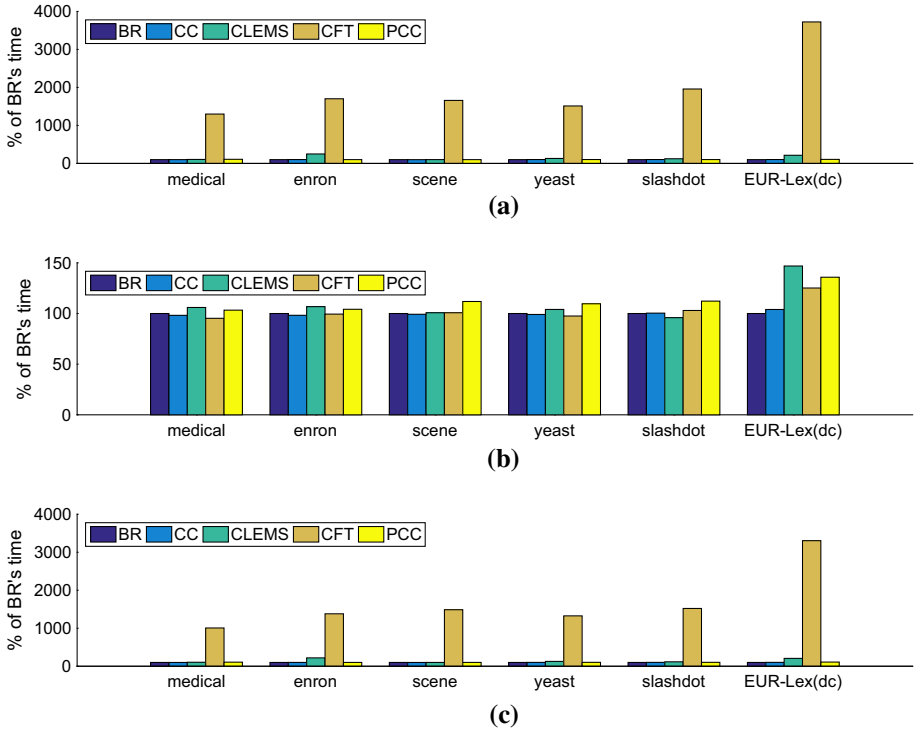 4000
3000
2000
1000
0
% of BR's time
BR CC CLEMS CFT PCC
medical enron scene yeast slashdot EUR-Lex(dc)
(a)
150
100
50
0
% of BR's time
BR CC CLEMS CFT PCC
medical enron scene yeast slashdot EUR-Lex(dc)
(b)
4000
3000
2000
1000
0
% of BR's time
BR CC CLEMS CFT PCC
medical enron scene yeast slashdot EUR-Lex(dc)
(c)